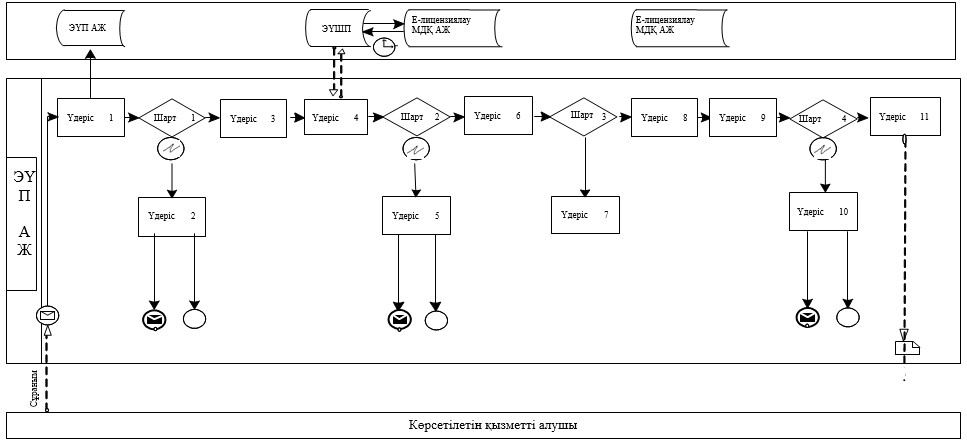 ЭҮП АЖ
ЭҮШП
Е-лицензиялау
МДҚ АЖ
Е-лицензиялау
МДҚ АЖ
Үдеріс 1
Шарт 1
Үдеріс 3
Үдеріс 4
Шарт 2
Үдеріс 6
Шарт 3
Үдеріс 8
Үдеріс 9
Шарт 4
Үдеріс 11
ЭҮ
П
А
Ж
Үдеріс 2
Үдеріс 5
Үдеріс 7
Үдеріс 10
Сұраным
Көрсетілетін қызметті алушы